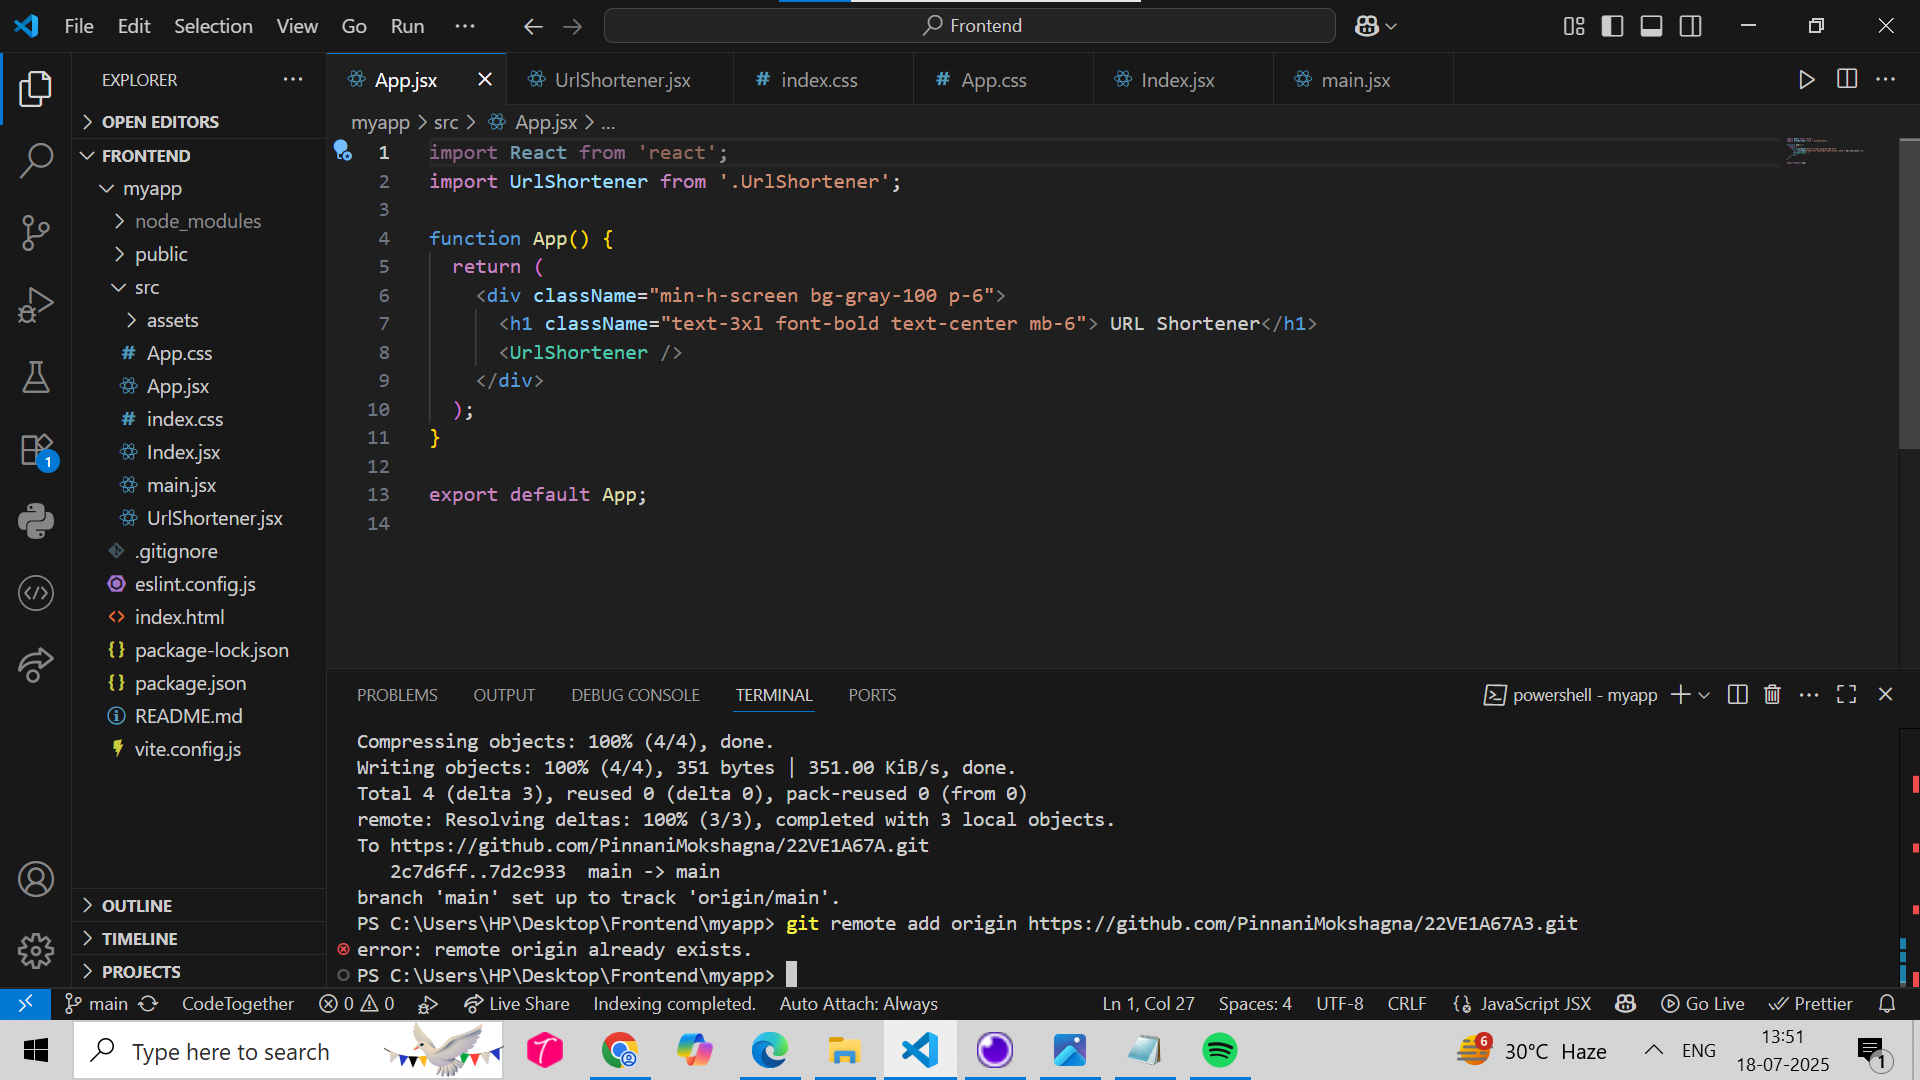 File Edit Selection View Go Run ... Frontend
EXPLORER
App.jsx UrlShortener.jsx index.css App.css Index.jsx main.jsx
OPEN EDITORS
FRONTEND
myapp
node_modules
public
src
assets
App.css
App.jsx
index.css
Index.jsx
main.jsx
UrlShortener.jsx
.gitignore
eslint.config.js
index.html
package-lock.json
package.json
README.md
vite.config.js
OUTLINE
TIMELINE
PROJECTS
1
myapp > src > App.jsx > ...
1 import React from 'react';
2 import UrlShortener from '.UrlShortener';
3
4 function App() {
5 return (
6 <div className="min-h-screen bg-gray-100 p-6">
7 <h1 className="text-3xl font-bold text-center mb-6"> URL Shortener</h1>
8 <UrlShortener />
9 </div>
10 );
11 }
12
13 export default App;
14
PROBLEMS OUTPUT DEBUG CONSOLE TERMINAL PORTS powershell - myapp
Compressing objects: 100% (4/4), done.
Writing objects: 100% (4/4), 351 bytes | 351.00 KiB/s, done.
Total 4 (delta 3), reused 0 (delta 0), pack-reused 0 (from 0)
remote: Resolving deltas: 100% (3/3), completed with 3 local objects.
To https://github.com/PinnaniMokshagna/22VE1A67A.git
2c7d6ff..7d2c933 main -> main
branch 'main' set up to track 'origin/main'.
PS C:\Users\HP\Desktop\Frontend\myapp> git remote add origin https://github.com/PinnaniMokshagna/22VE1A67A3.git
error: remote origin already exists.
PS C:\Users\HP\Desktop\Frontend\myapp>
main CodeTogether 0 0 Live Share Indexing completed. Auto Attach: Always Ln 1, Col 27 Spaces: 4 UTF-8 CRLF JavaScript JSX Go Live Prettier
Type here to search 6 30°C Haze ENG 13:51
18-07-2025 1